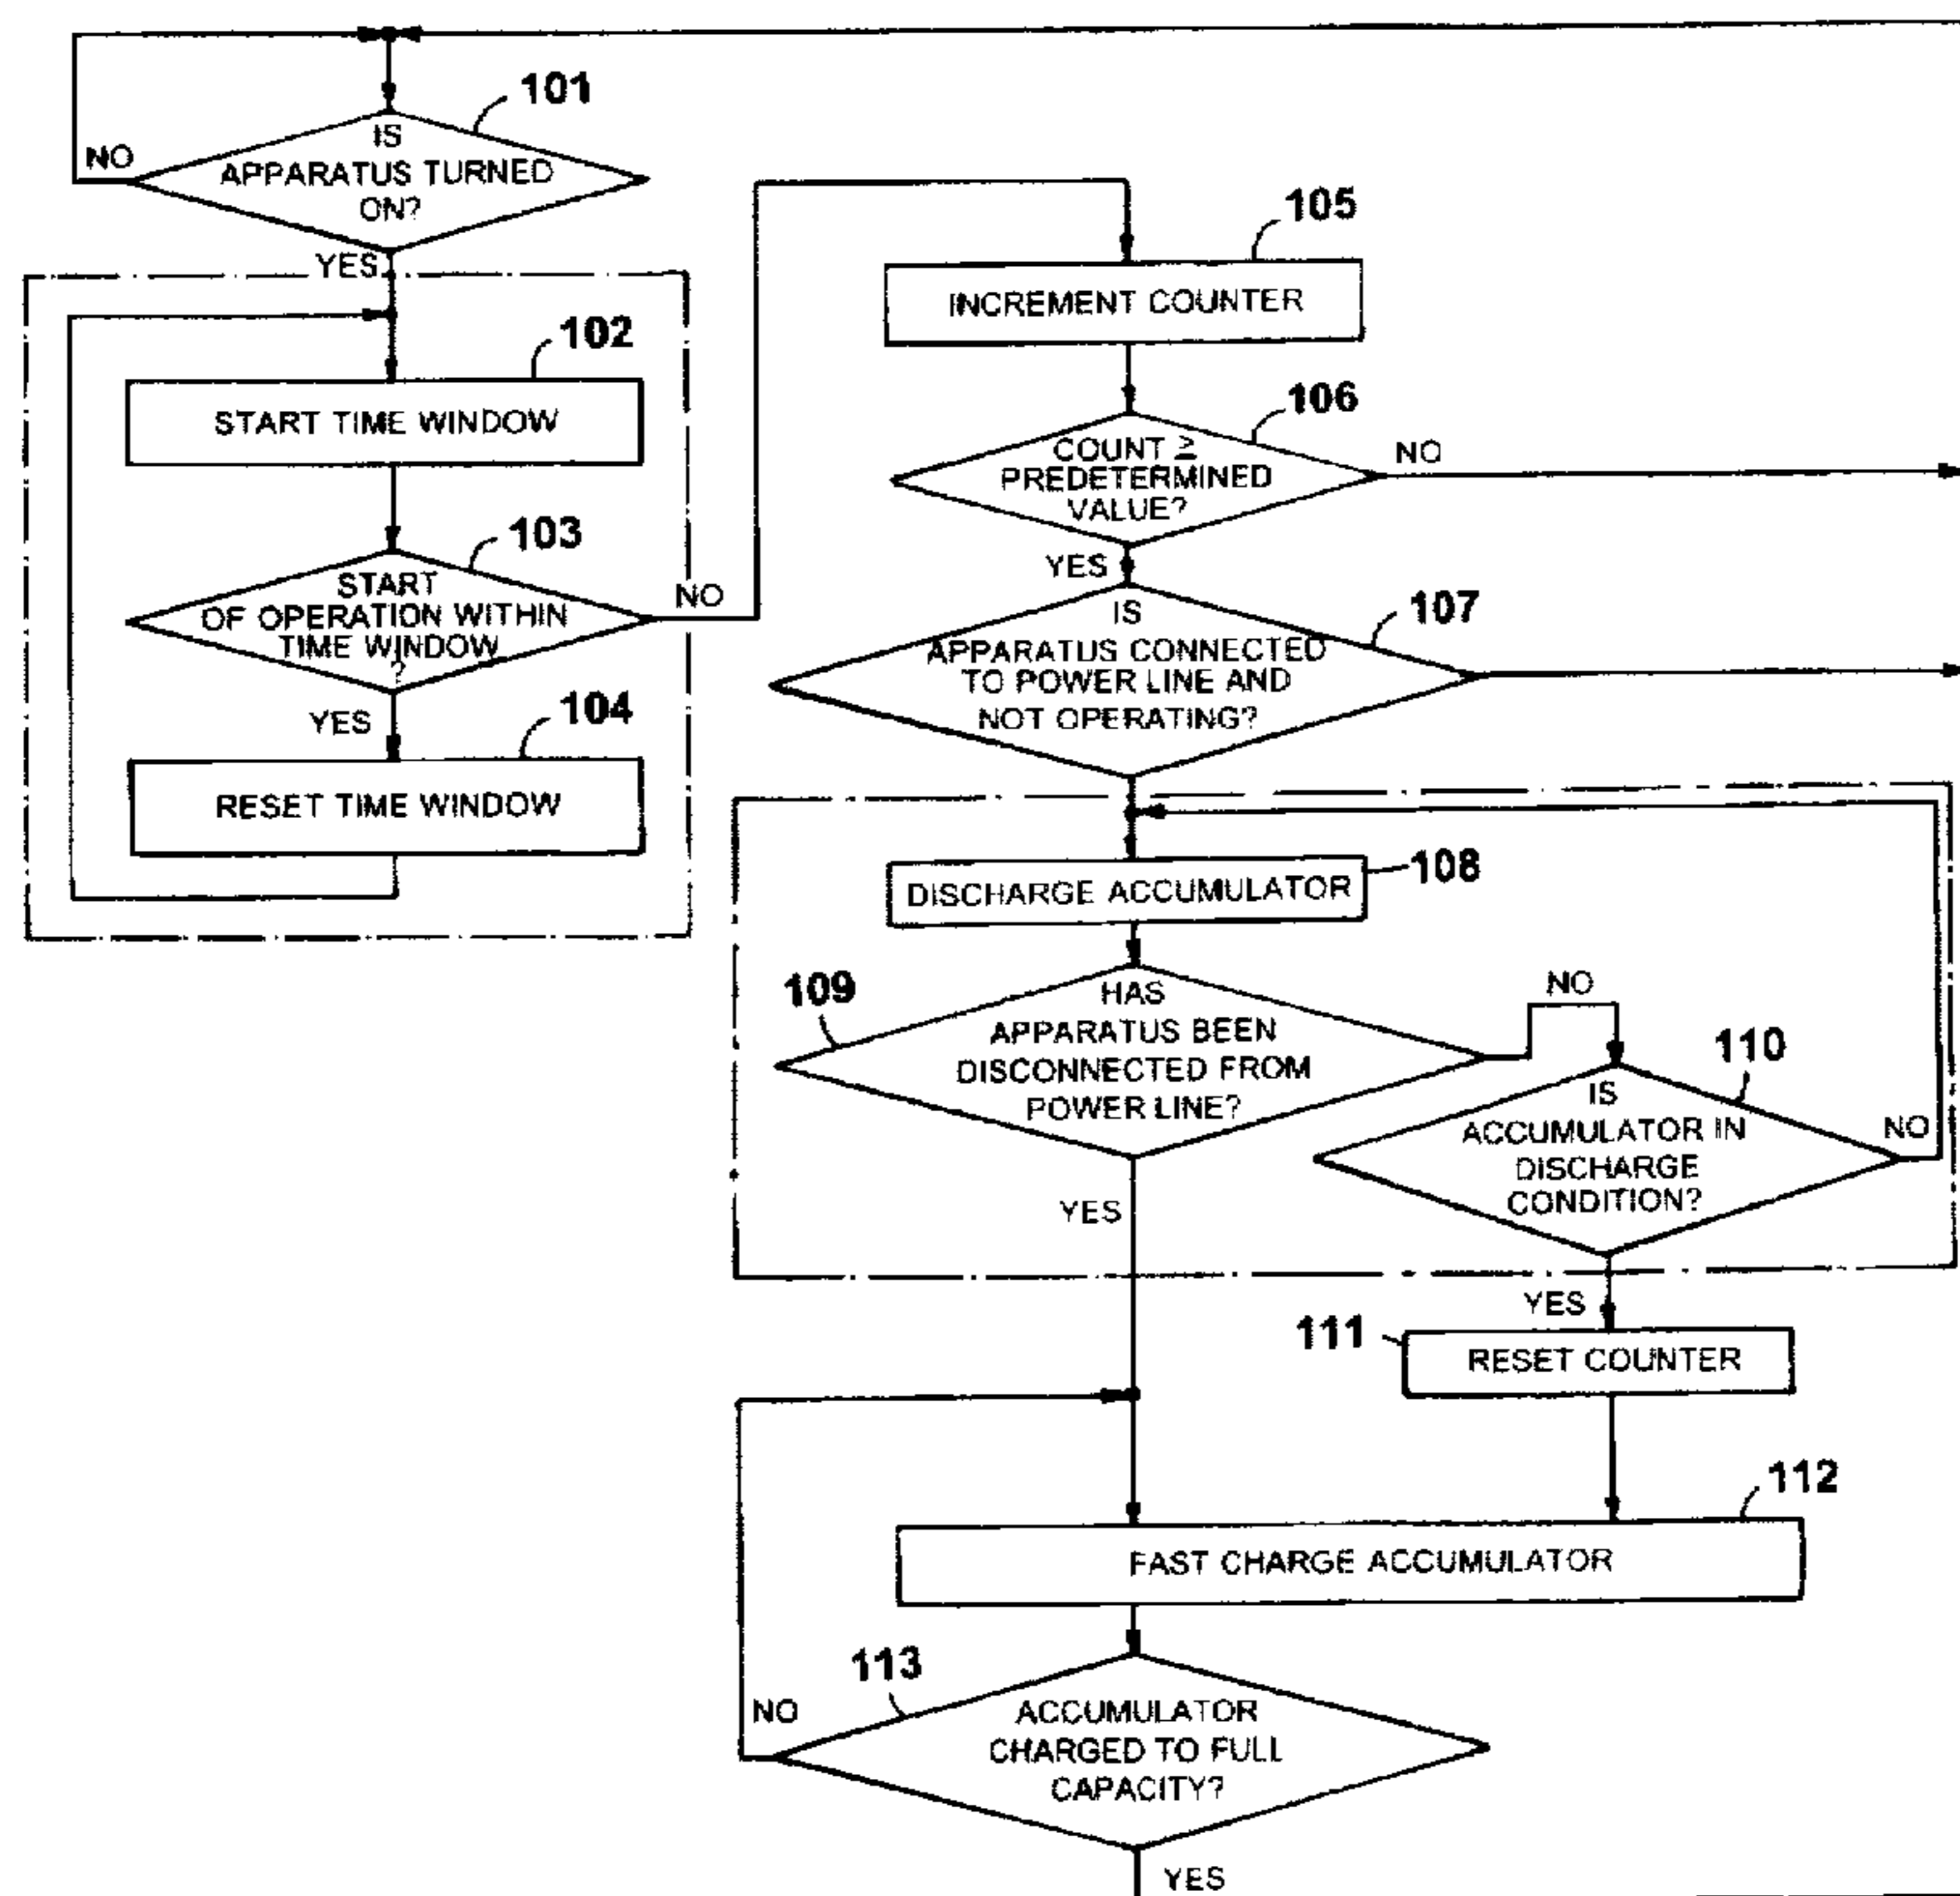 101
IS
APPARATUS TURNED
ON?
NO
YES
102
START TIME WINDOW
103
START
OF OPERATION WITHIN
TIME WINDOW
?
NO
YES
104
RESET TIME WINDOW
105
INCREMENT COUNTER
106
COUNT ≥
PREDETERMINED
VALUE?
NO
YES
107
IS
APPARATUS CONNECTED
TO POWER LINE AND
NOT OPERATING?
108
DISCHARGE ACCUMULATOR
109
HAS
APPARATUS BEEN
DISCONNECTED FROM
POWER LINE?
NO
YES
110
IS
ACCUMULATOR IN
DISCHARGE
CONDITION?
NO
YES
111
RESET COUNTER
112
FAST CHARGE ACCUMULATOR
113
ACCUMULATOR
CHARGED TO FULL
CAPACITY?
NO
YES